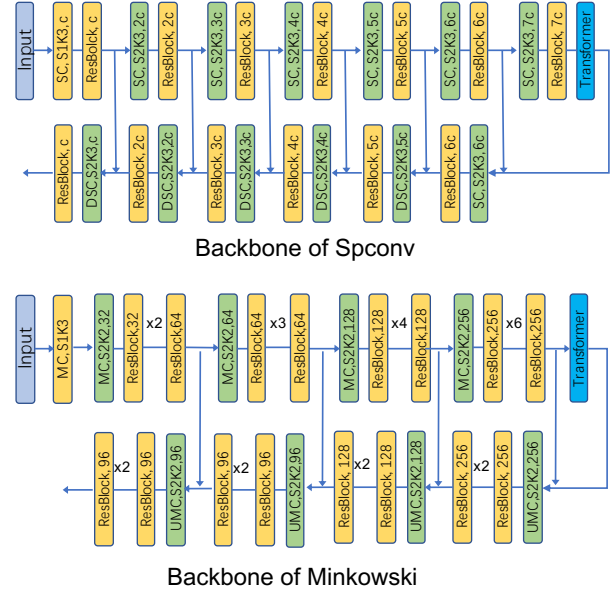 Input
SC, S1K3, c
ResBolck, c
SC, S2K3, 2c
ResBlock, 2c
SC, S2K3, 3c
ResBlock, 3c
SC, S2K3, 4c
ResBlock, 4c
SC, S2K3, 5c
ResBlock, 5c
SC, S2K3, 6c
ResBlock, 6c
SC, S2K3, 7c
ResBlock, 7c
Transformer
ResBlock, c
DSC,S2K3,c
ResBlock, 2c
DSC,S2K3,2c
ResBlock, 3c
DSC,S2K3,3c
ResBlock, 4c
DSC,S2K3,4c
ResBlock, 5c
DSC,S2K3,5c
ResBlock, 6c
SC, S2K3, 6c
Backbone of Spconv
Input
MC, S1K3
MC,S2K2,32
ResBlock,32
x2
ResBlock,64
MC,S2K2,64
ResBlock,64
x3
ResBlock,64
MC,S2K2,128
ResBlock,128
x4
ResBlock,128
MC,S2K2,256
ResBlock,256
x6
ResBlock,256
Transformer
ResBlock, 96
x2
ResBlock, 96
UMC,S2K2,96
ResBlock, 96
x2
ResBlock, 96
UMC,S2K2,96
ResBlock, 128
x2
ResBlock, 128
UMC,S2K2,128
ResBlock, 256
x2
ResBlock, 256
UMC,S2K2,256
Backbone of Minkowski